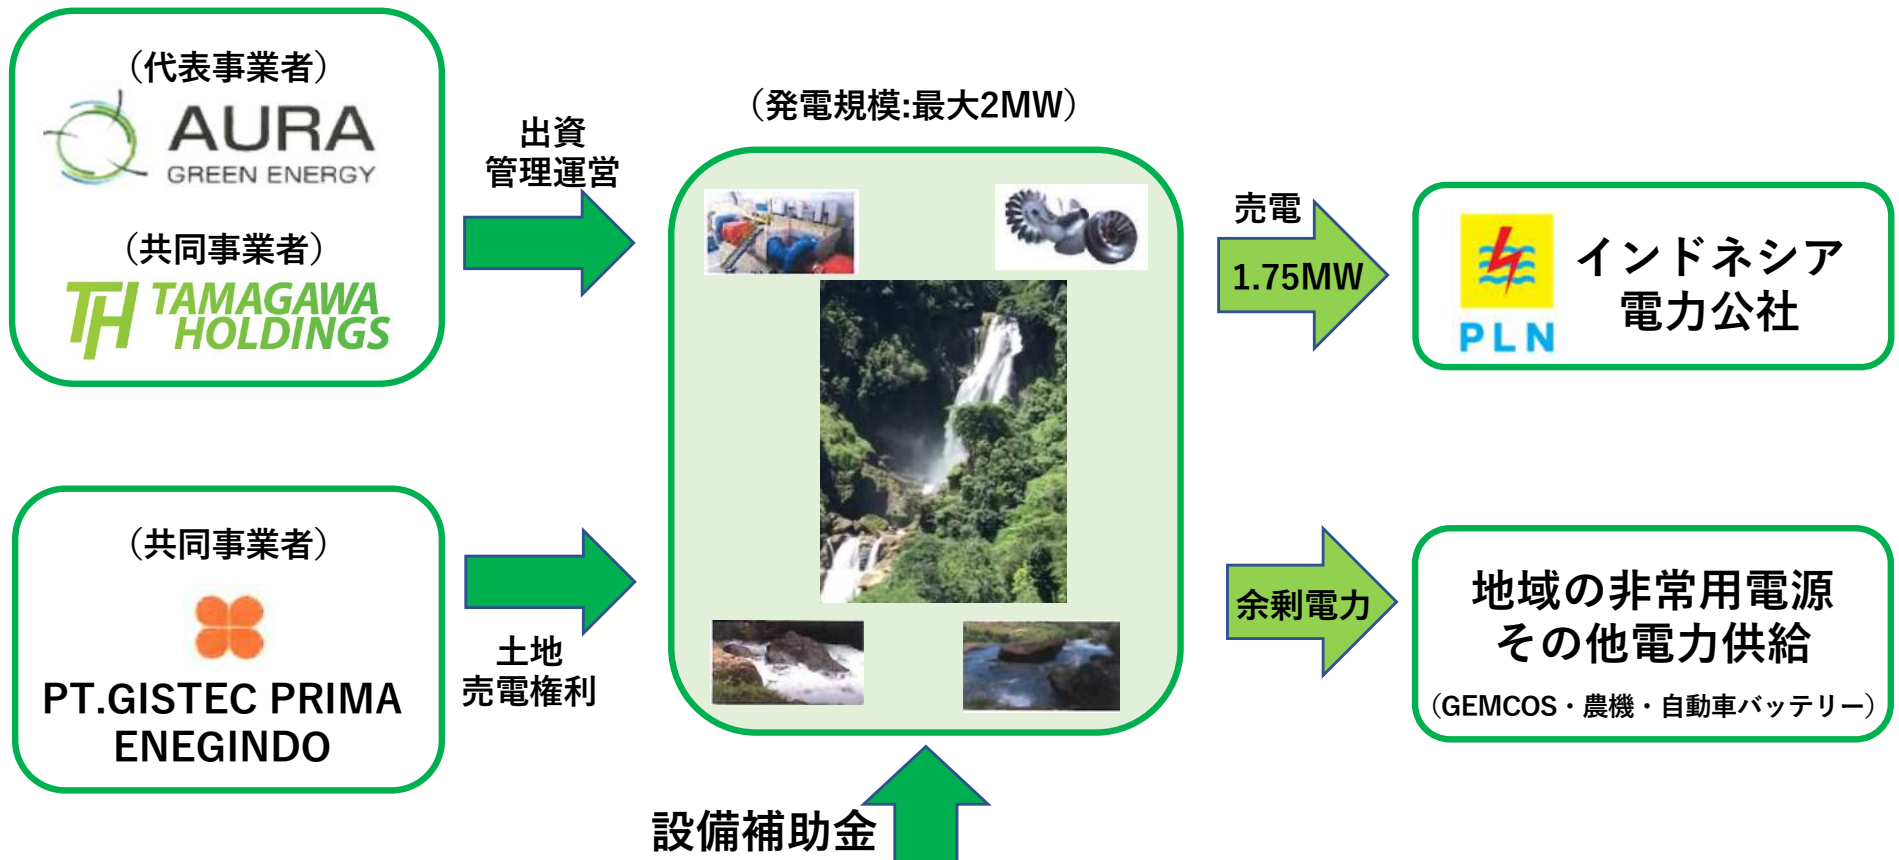 （代表事業者）
AURA
GREEN ENERGY
（共同事業者）
TH TAMAGAWA
HOLDINGS
出資
管理運営
（発電規模:最大2MW）
売電
1.75MW
PLN
インドネシア
電力公社
（共同事業者）
PT.GISTEC PRIMA
ENEGINDO
土地
売電権利
余剰電力
地域の非常用電源
その他電力供給
（GEMCOS・農機・自動車バッテリー）
設備補助金